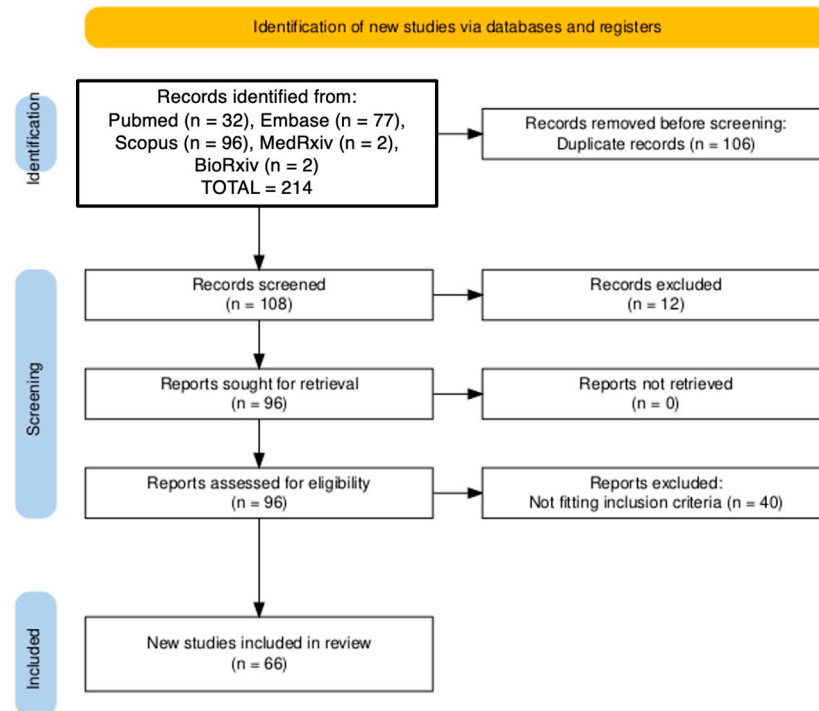 Identification of new studies via databases and registers
Identification
Records identified from:
Pubmed (n = 32), Embase (n = 77),
Scopus (n = 96), MedRxiv (n = 2),
BioRxiv (n = 2)
TOTAL = 214
Records removed before screening:
Duplicate records (n = 106)
Screening
Records screened
(n = 108)
Records excluded
(n = 12)
Reports sought for retrieval
(n = 96)
Reports not retrieved
(n = 0)
Reports assessed for eligibility
(n = 96)
Reports excluded:
Not fitting inclusion criteria (n = 40)
Included
New studies included in review
(n = 66)